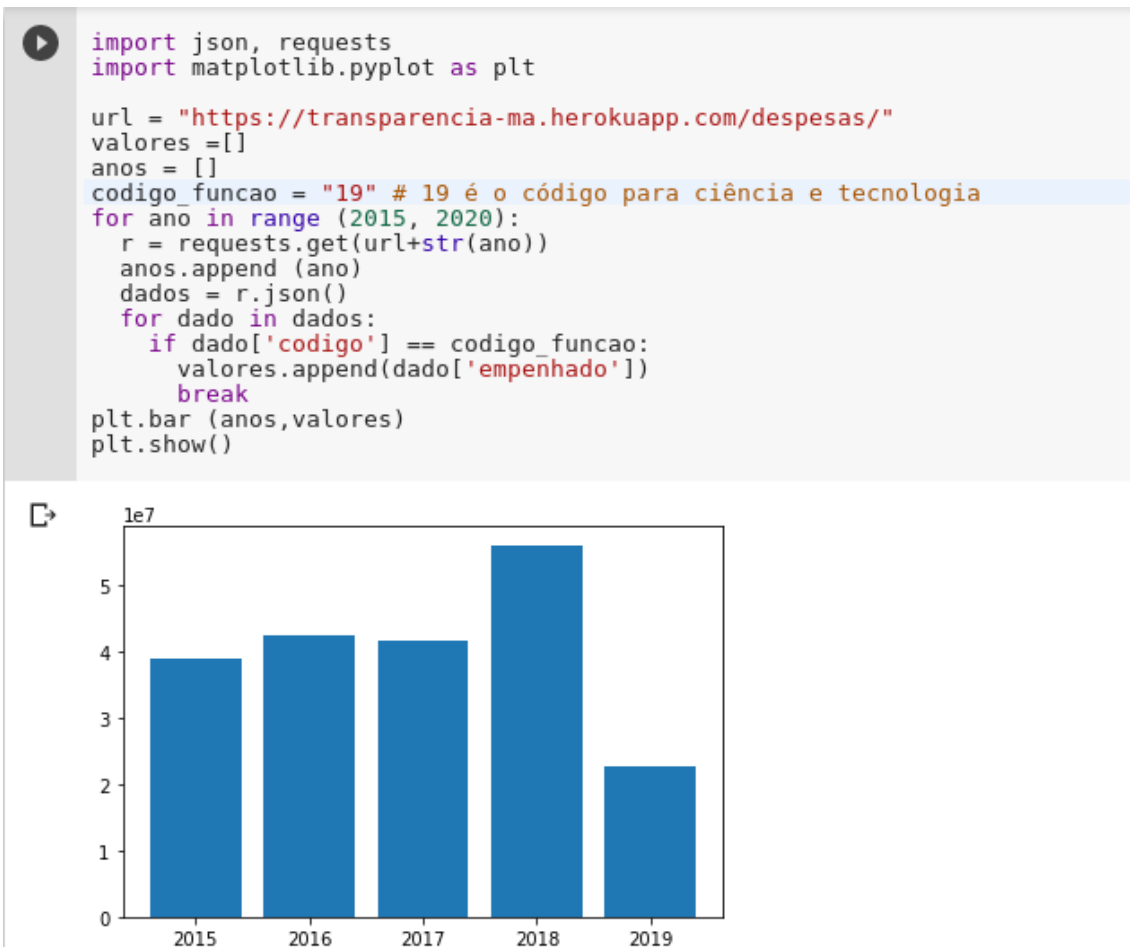 import json, requests
import matplotlib.pyplot as plt

url = "https://transparencia-ma.herokuapp.com/despesas/"
valores =[]
anos = []
codigo_funcao = "19" # 19 é o código para ciência e tecnologia
for ano in range (2015, 2020):
  r = requests.get(url+str(ano))
  anos.append (ano)
  dados = r.json()
  for dado in dados:
    if dado['codigo'] == codigo_funcao:
      valores.append(dado['empenhado'])
      break
plt.bar (anos,valores)
plt.show()
1e7
5
4
3
2
1
0
2015 2016 2017 2018 2019